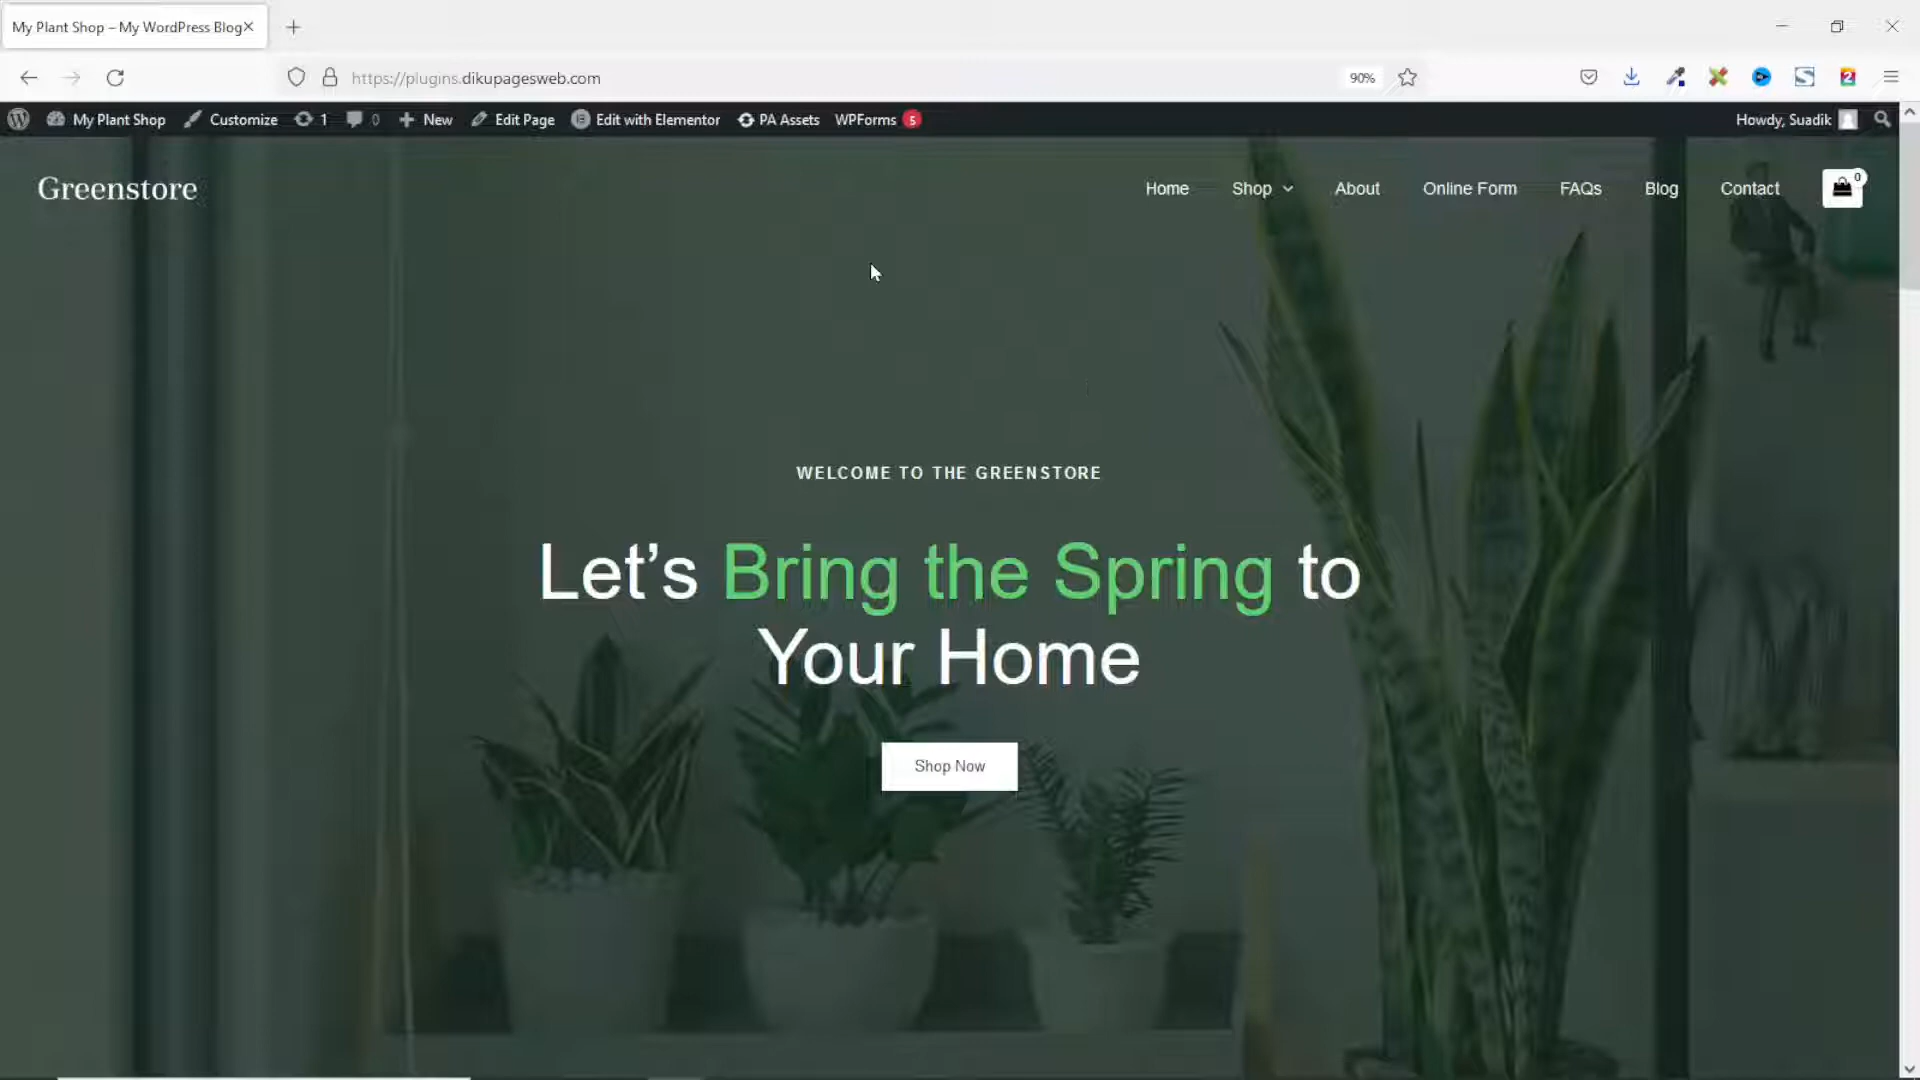 My Plant Shop – My WordPress Blog
https://plugins.dikupagesweb.com
90%
2
My Plant Shop
Customize
1
0
New
Edit Page
Edit with Elementor
PA Assets
WPForms 5
Howdy, Suadik
Greenstore
Home
Shop
About
Online Form
FAQs
Blog
Contact
0
WELCOME TO THE GREENSTORE
Let’s Bring the Spring to
Your Home
Shop Now